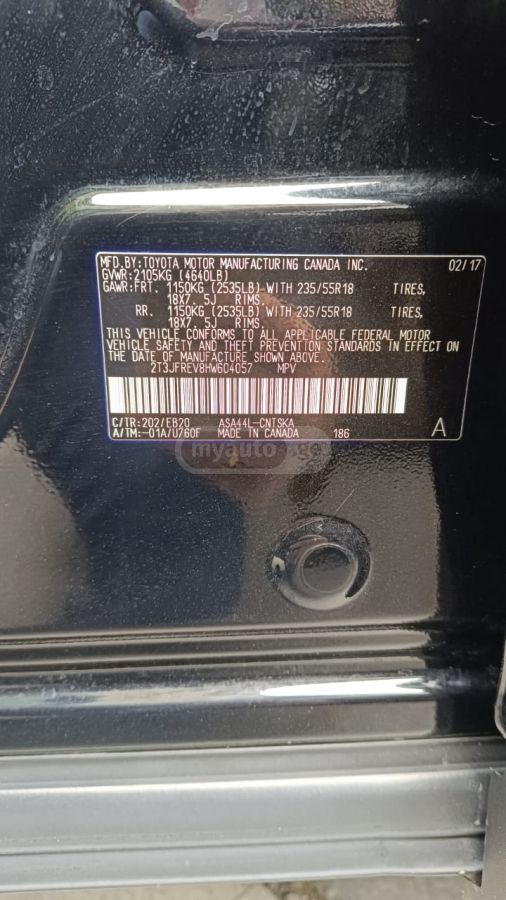 MFD.BY:TOYOTA MOTOR MANUFACTURING CANADA INC. 02/17
GVWR:2105KG (4640LB)
GAWR:FRT. 1150KG (2535LB) WITH 235/55R18 TIRES,
18X7. 5J RIMS.
RR. 1150KG (2535LB) WITH 235/55R18 TIRES,
18X7. 5J RIMS.
THIS VEHICLE CONFORMS TO ALL APPLICABLE FEDERAL MOTOR
VEHICLE SAFETY AND THEFT PREVENTION STANDARDS IN EFFECT
ON THE DATE OF MANUFACTURE SHOWN ABOVE.
2T3JFREV8HW604057 MPV
C/TR:202/EB20 ASA44L-CNTSKA
A/TM:-01A/U760F MADE IN CANADA 186 A
myauto.ge